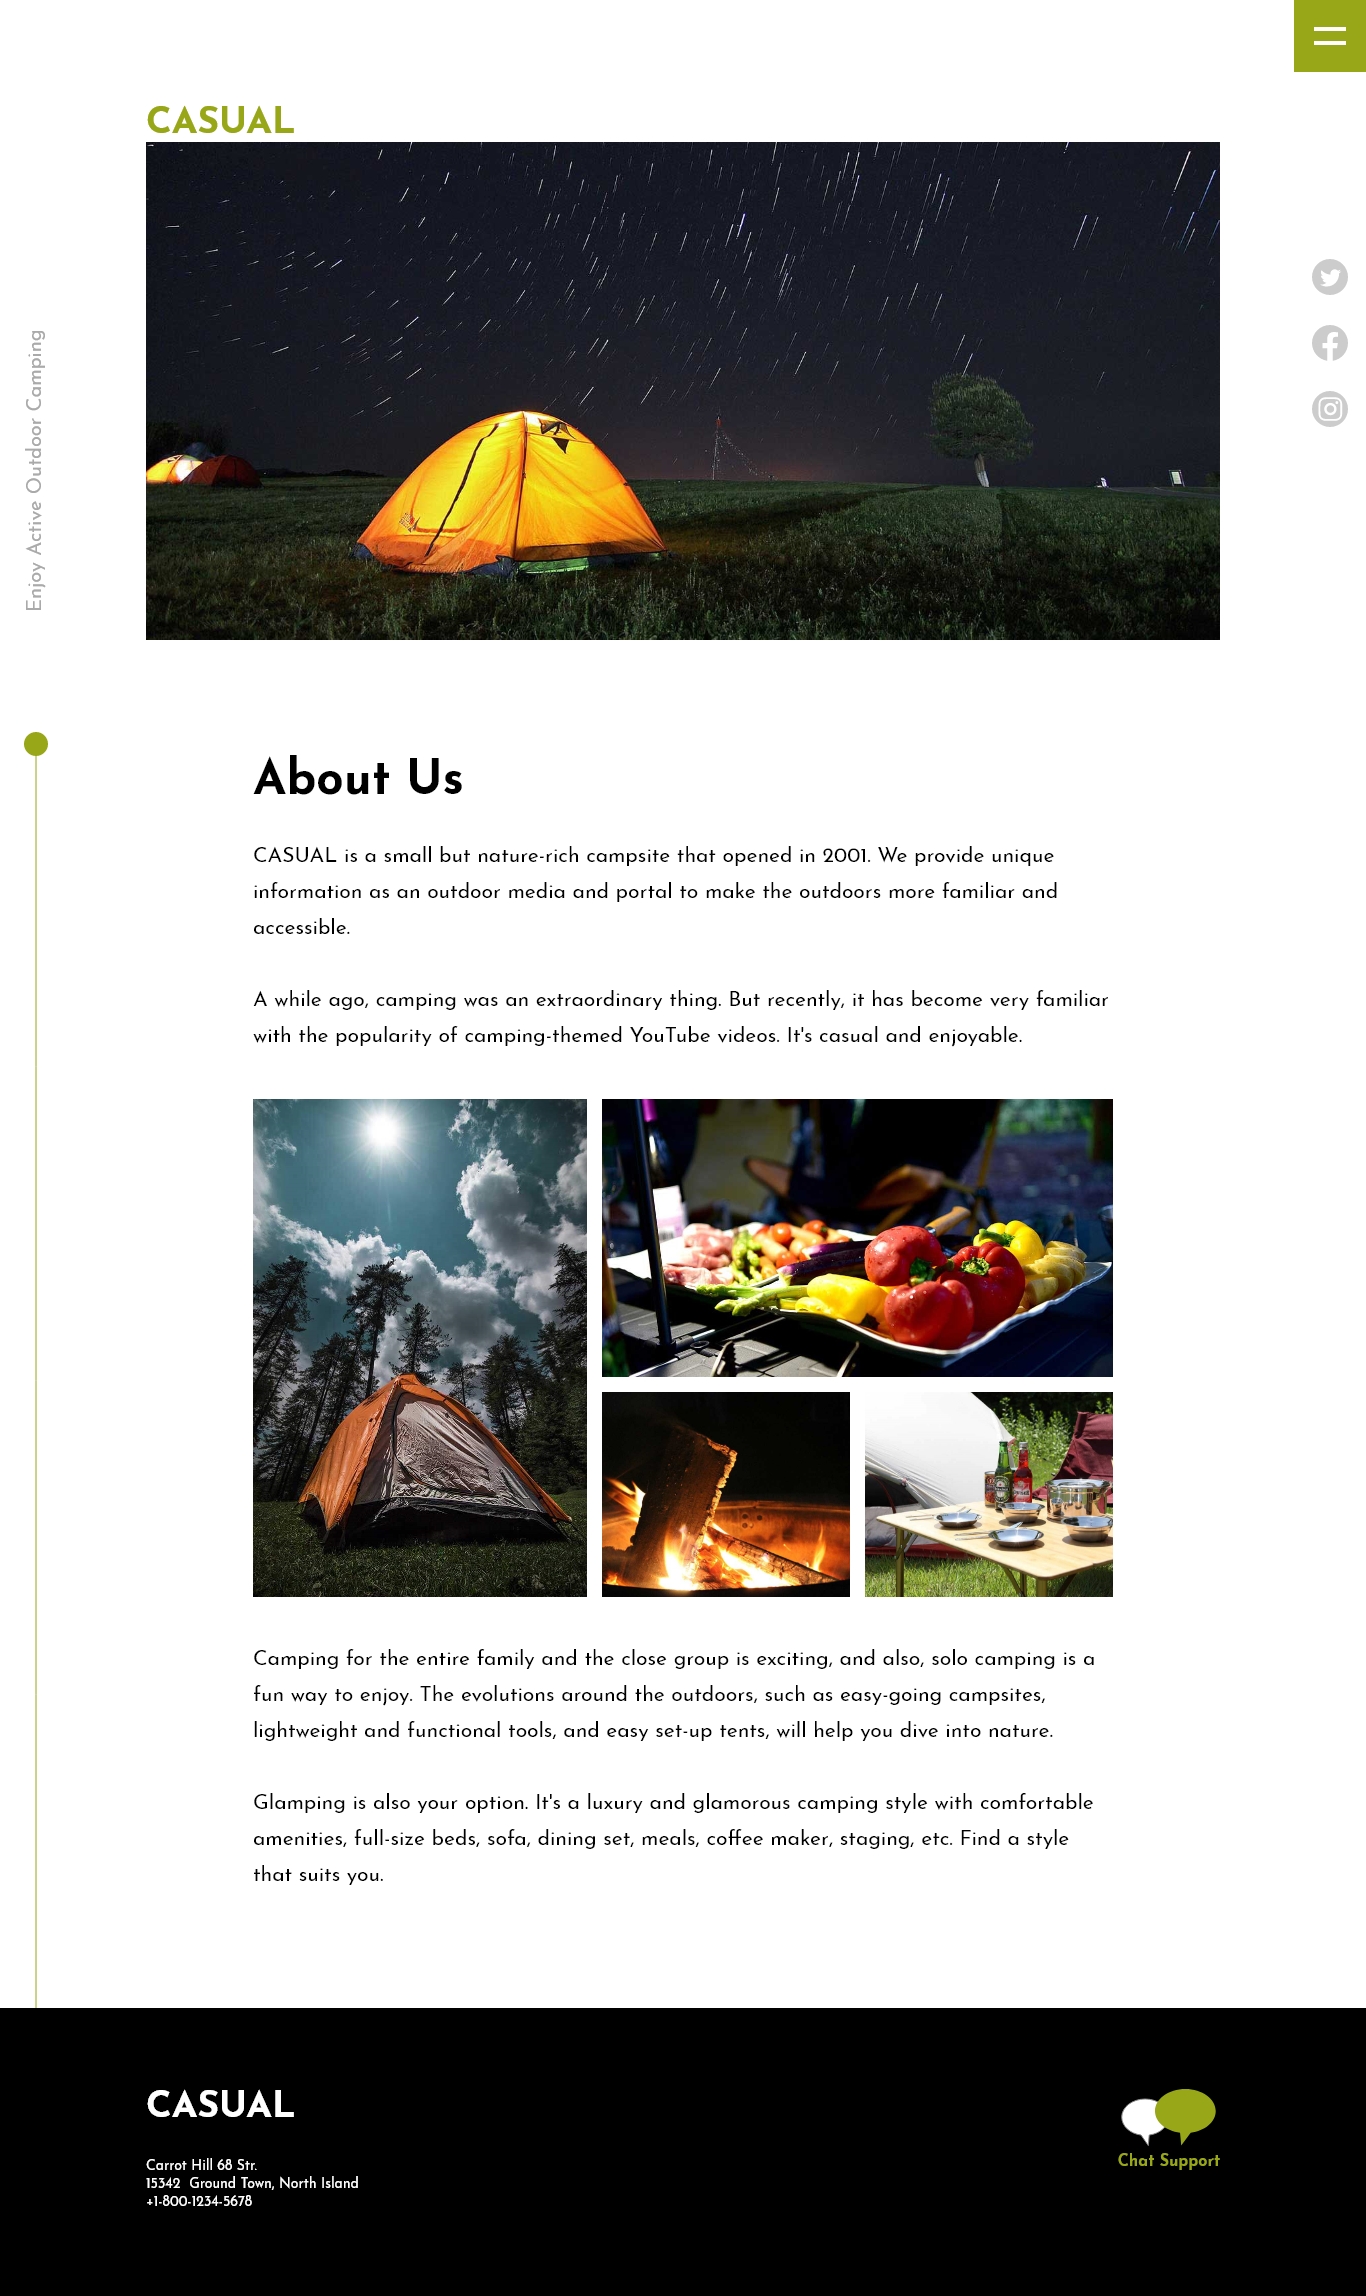 CASUAL
Enjoy Active Outdoor Camping
About Us
CASUAL is a small but nature-rich campsite that opened in 2001. We provide unique
information as an outdoor media and portal to make the outdoors more familiar and
accessible.
A while ago, camping was an extraordinary thing. But recently, it has become very familiar
with the popularity of camping-themed YouTube videos. It's casual and enjoyable.
Camping for the entire family and the close group is exciting, and also, solo camping is a
fun way to enjoy. The evolutions around the outdoors, such as easy-going campsites,
lightweight and functional tools, and easy set-up tents, will help you dive into nature.
Glamping is also your option. It's a luxury and glamorous camping style with comfortable
amenities, full-size beds, sofa, dining set, meals, coffee maker, staging, etc. Find a style
that suits you.
CASUAL
Carrot Hill 68 Str.
15342  Ground Town, North Island
+1-800-1234-5678
Chat Support